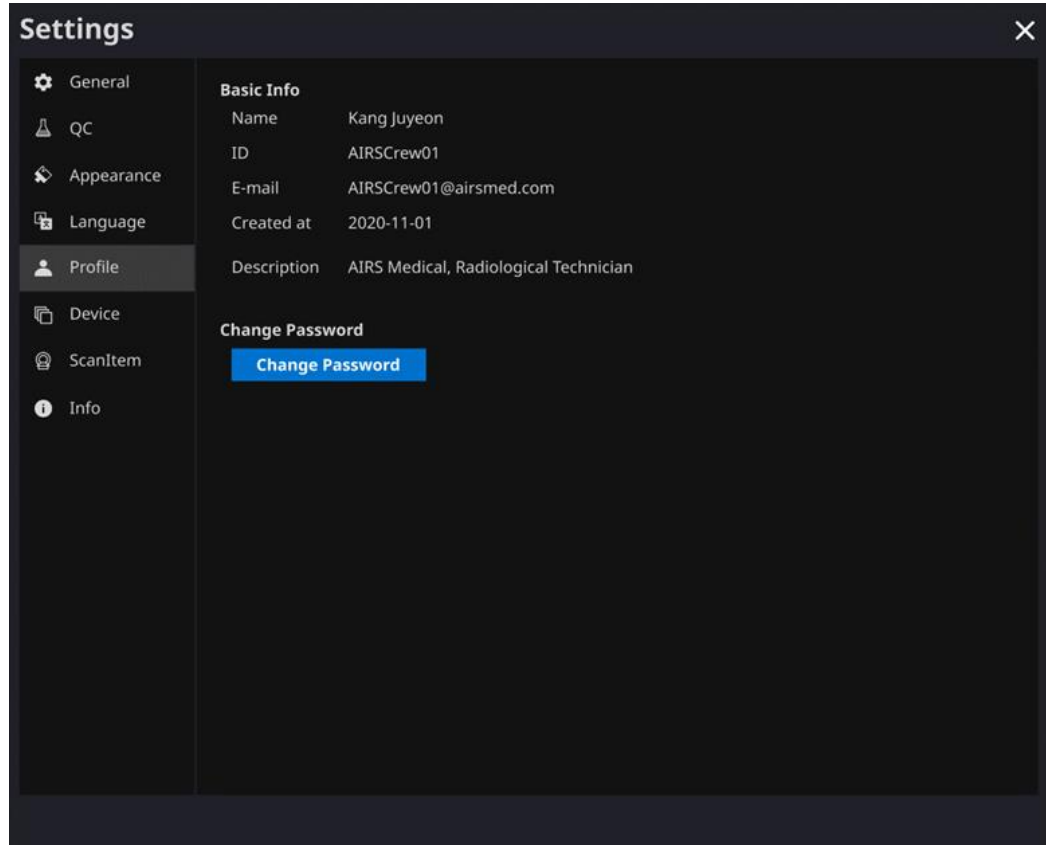 Settings
General
QC
Appearance
Language
Profile
Device
ScanItem
Info
Basic Info
Name Kang Juyeon
ID AIRSCrew01
E-mail AIRSCrew01@airsmed.com
Created at 2020-11-01
Description AIRS Medical, Radiological Technician
Change Password
Change Password